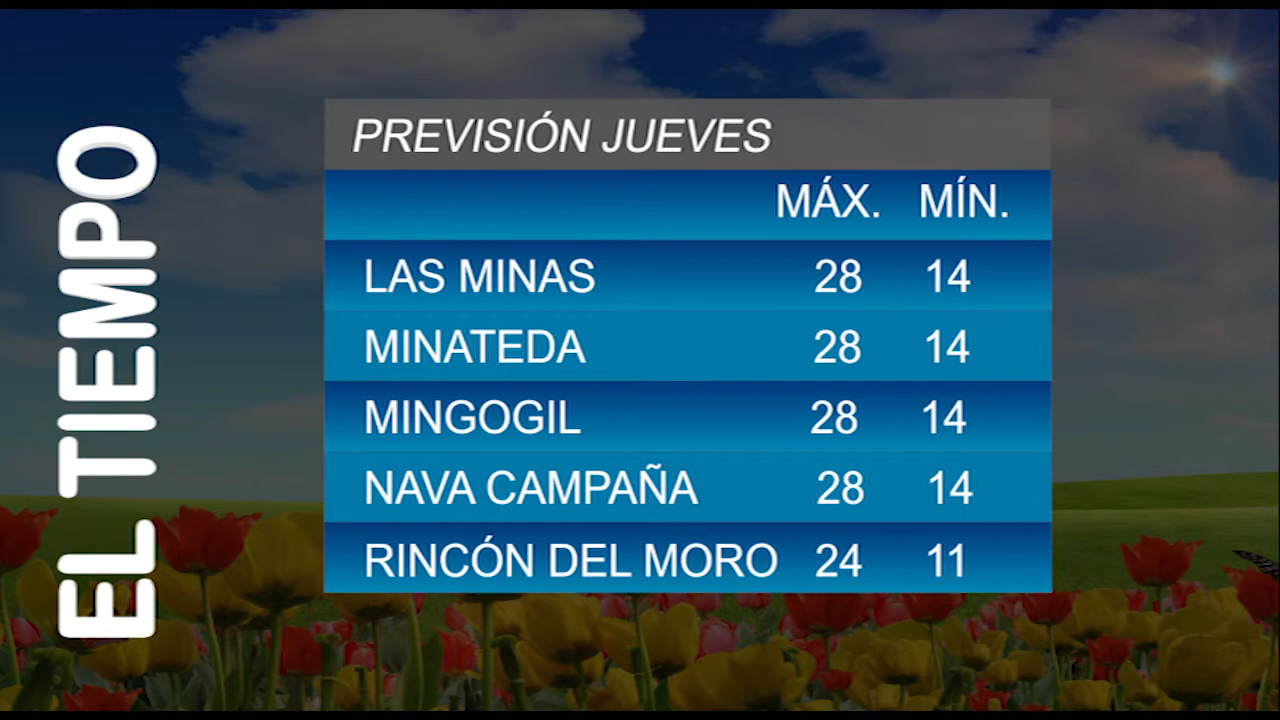 EL TIEMPO
PREVISIÓN JUEVES
MÁX. MÍN.
LAS MINAS 28 14
MINATEDA 28 14
MINGOGIL 28 14
NAVA CAMPAÑA 28 14
RINCÓN DEL MORO 24 11